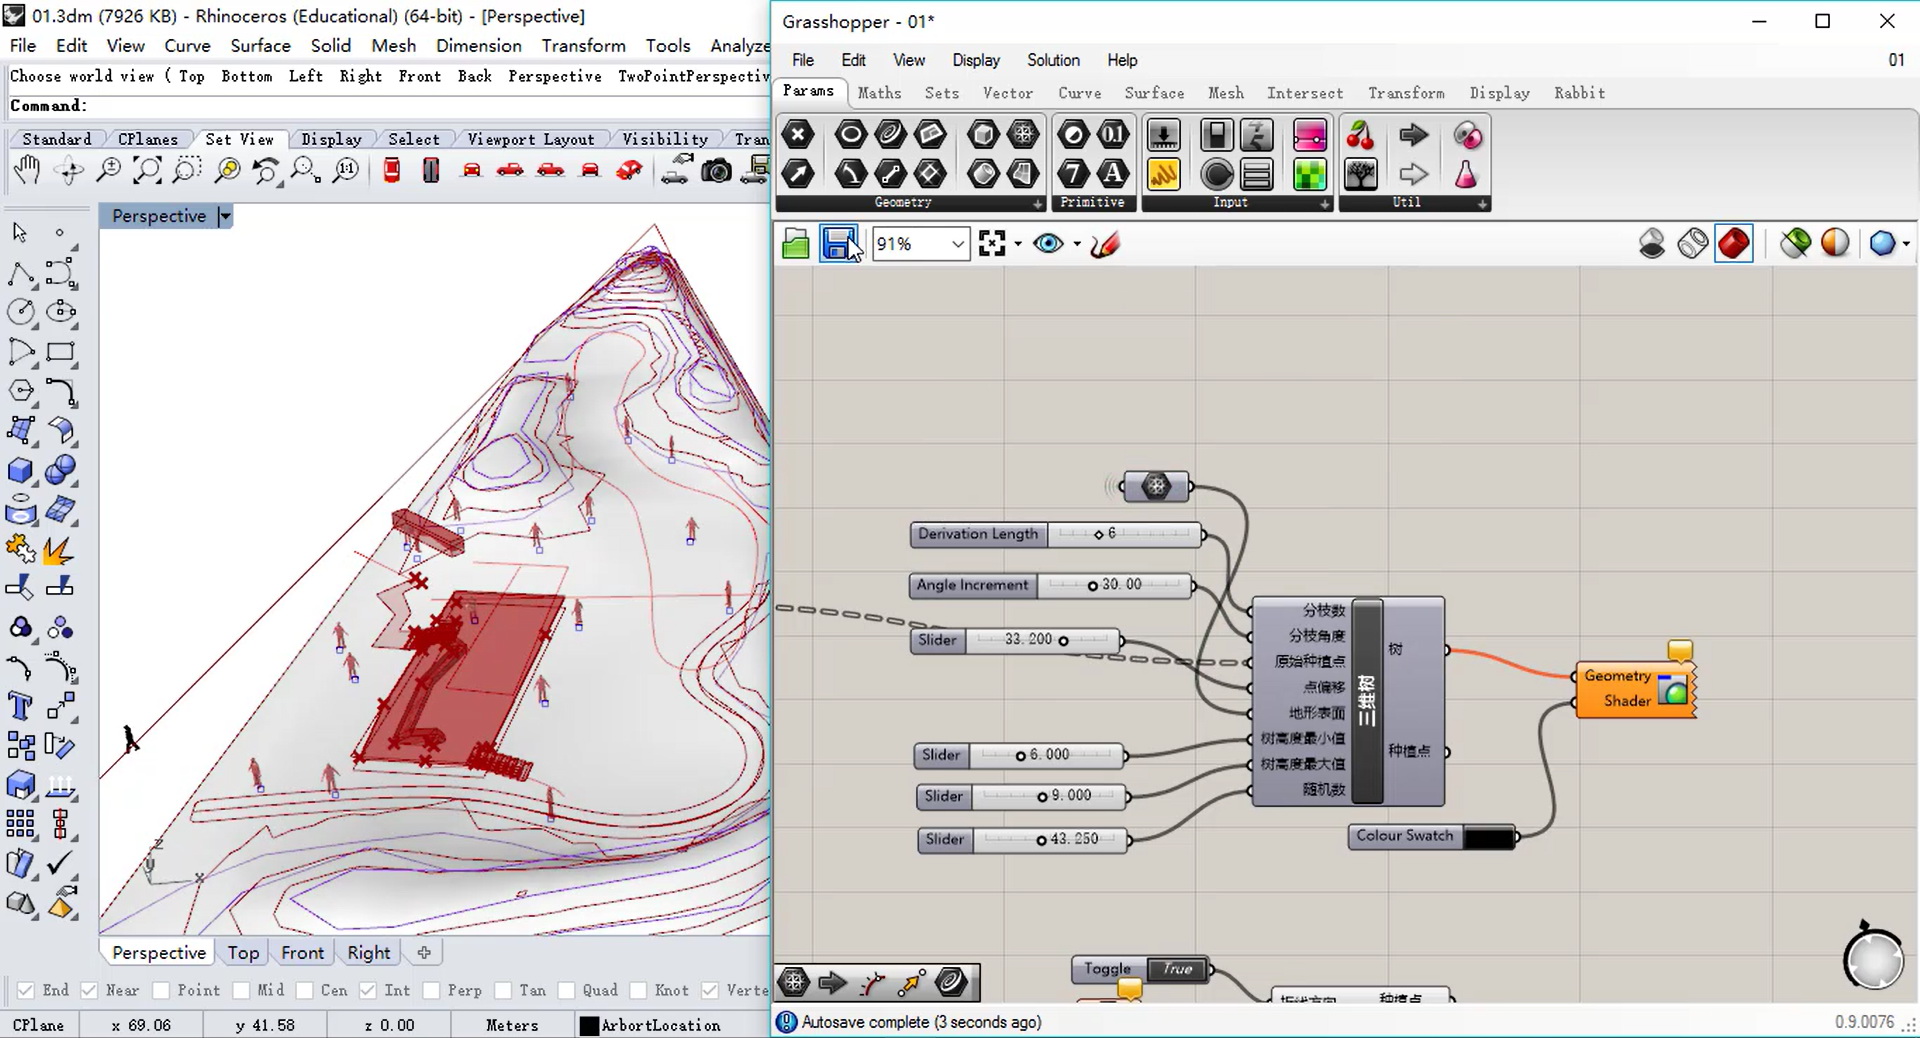 01.3dm (7926 KB) - Rhinoceros (Educational) (64-bit) - [Perspective]
File Edit View Curve Surface Solid Mesh Dimension Transform Tools Analyze
Choose world view ( Top Bottom Left Right Front Back Perspective TwoPointPerspectiv
Command:
Standard CPlanes Set View Display Select Viewport Layout Visibility Tran
Perspective
Perspective Top Front Right
End Near Point Mid Cen Int Perp Tan Quad Knot Verte
CPlane x 69.06 y 41.58 z 0.00 Meters ArbortLocation
z
y
x
Grasshopper - 01*
File Edit View Display Solution Help 01
Params Maths Sets Vector Curve Surface Mesh Intersect Transform Display Rabbit
Geometry Primitive Input Util
91%
Derivation Length 6
Angle Increment 30.00
Slider 33.200
Slider 6.000
Slider 9.000
Slider 43.250
分枝数
分枝角度
原始种植点
点偏移
地形表面
树高度最小值
树高度最大值
随机数
三维树
树
种植点
Geometry
Shader
Colour Swatch
Toggle True
种植点
Autosave complete (3 seconds ago) 0.9.0076